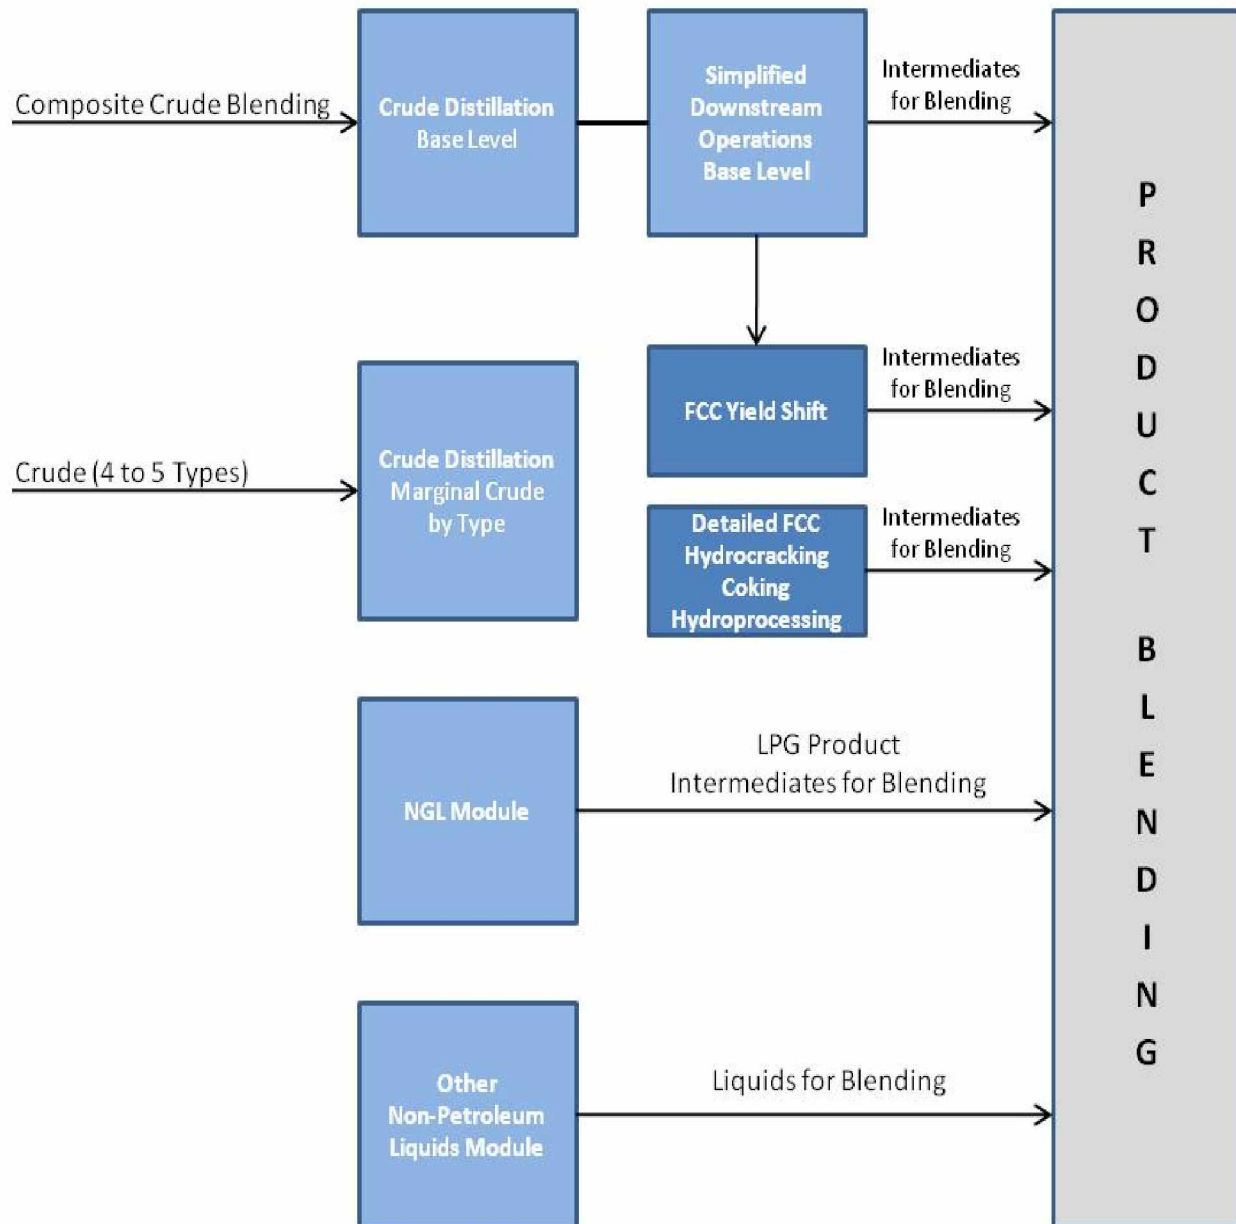 Composite Crude Blending
Crude Distillation
Base Level
Simplified
Downstream
Operations
Base Level
Intermediates
for Blending
FCC Yield Shift
Intermediates
for Blending
Crude (4 to 5 Types)
Crude Distillation
Marginal Crude
by Type
Detailed FCC
Hydrocracking
Coking
Hydroprocessing
Intermediates
for Blending
NGL Module
LPG Product
Intermediates for Blending
Other
Non-Petroleum
Liquids Module
Liquids for Blending
PRODUCT BLENDING